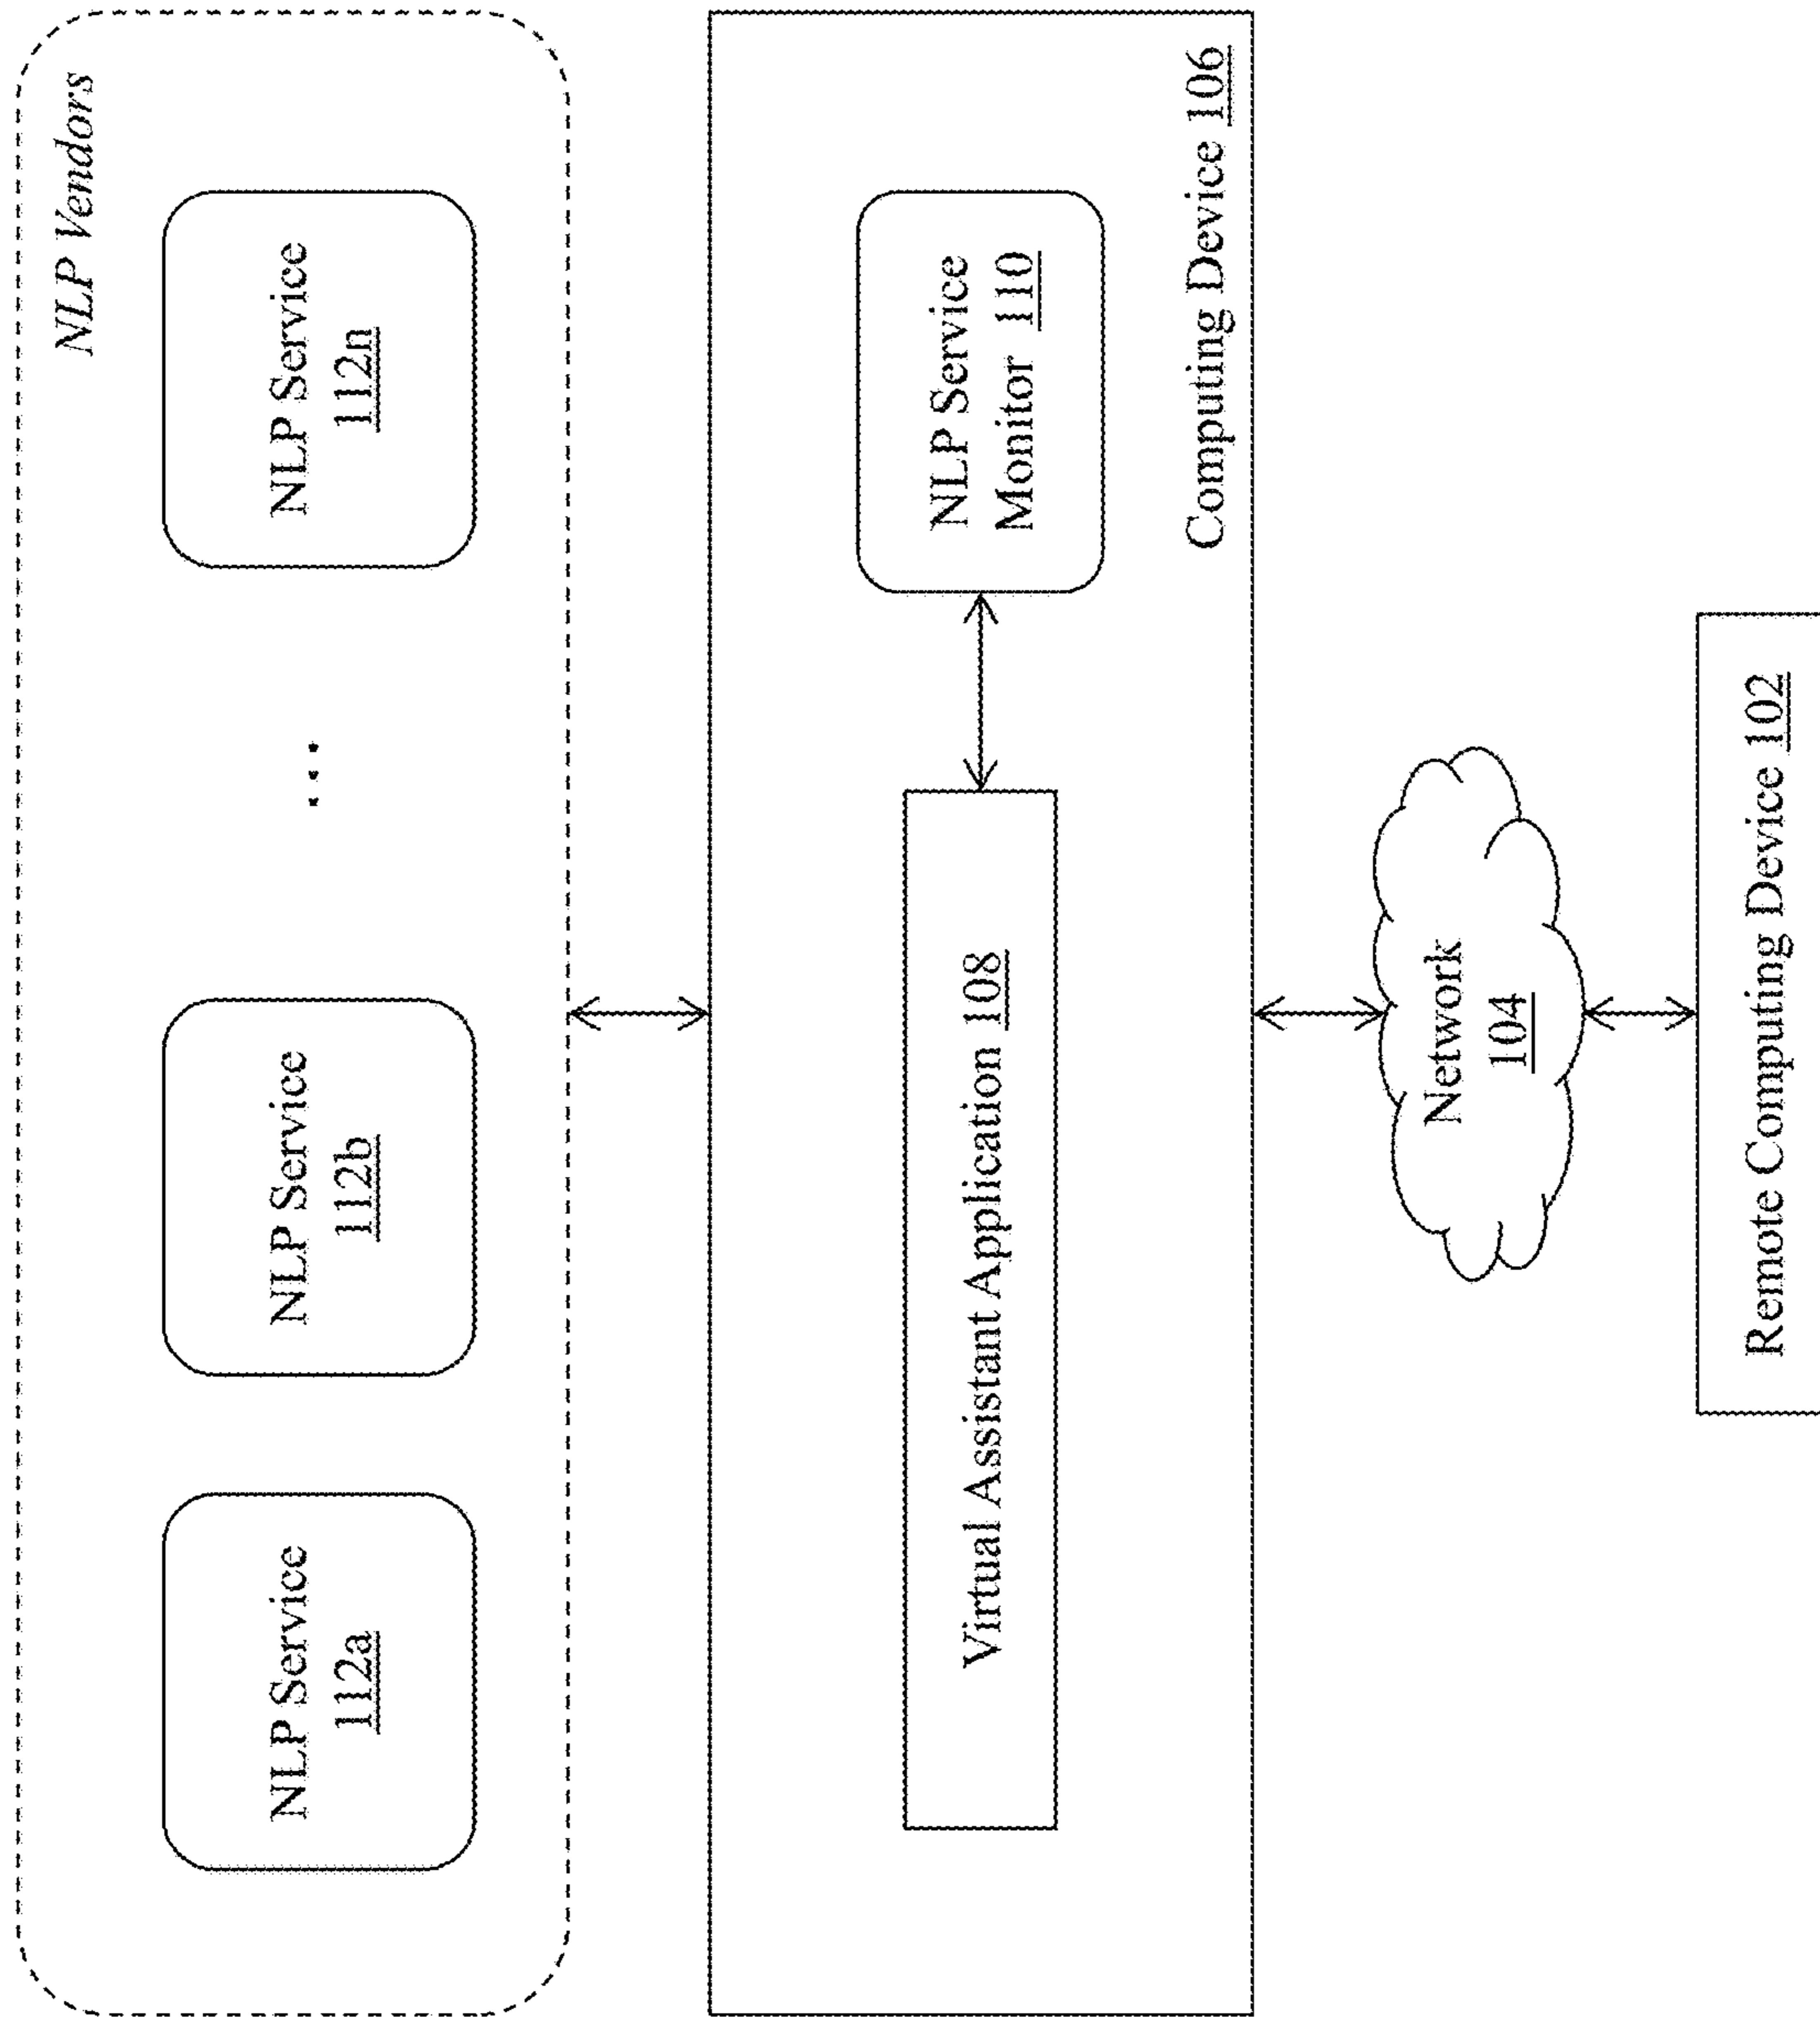 NLP Vendors
NLP Service
112a
NLP Service
112b
...
NLP Service
112n
Virtual Assistant Application 108
NLP Service
Monitor 110
Computing Device 106
Network
104
Remote Computing Device 102